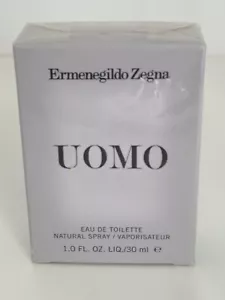 Ermenegildo Zegna
UOMO
EAU DE TOILETTE
NATURAL SPRAY / VAPORISATEUR
1.0 FL. OZ. LIQ./30 ml ℮